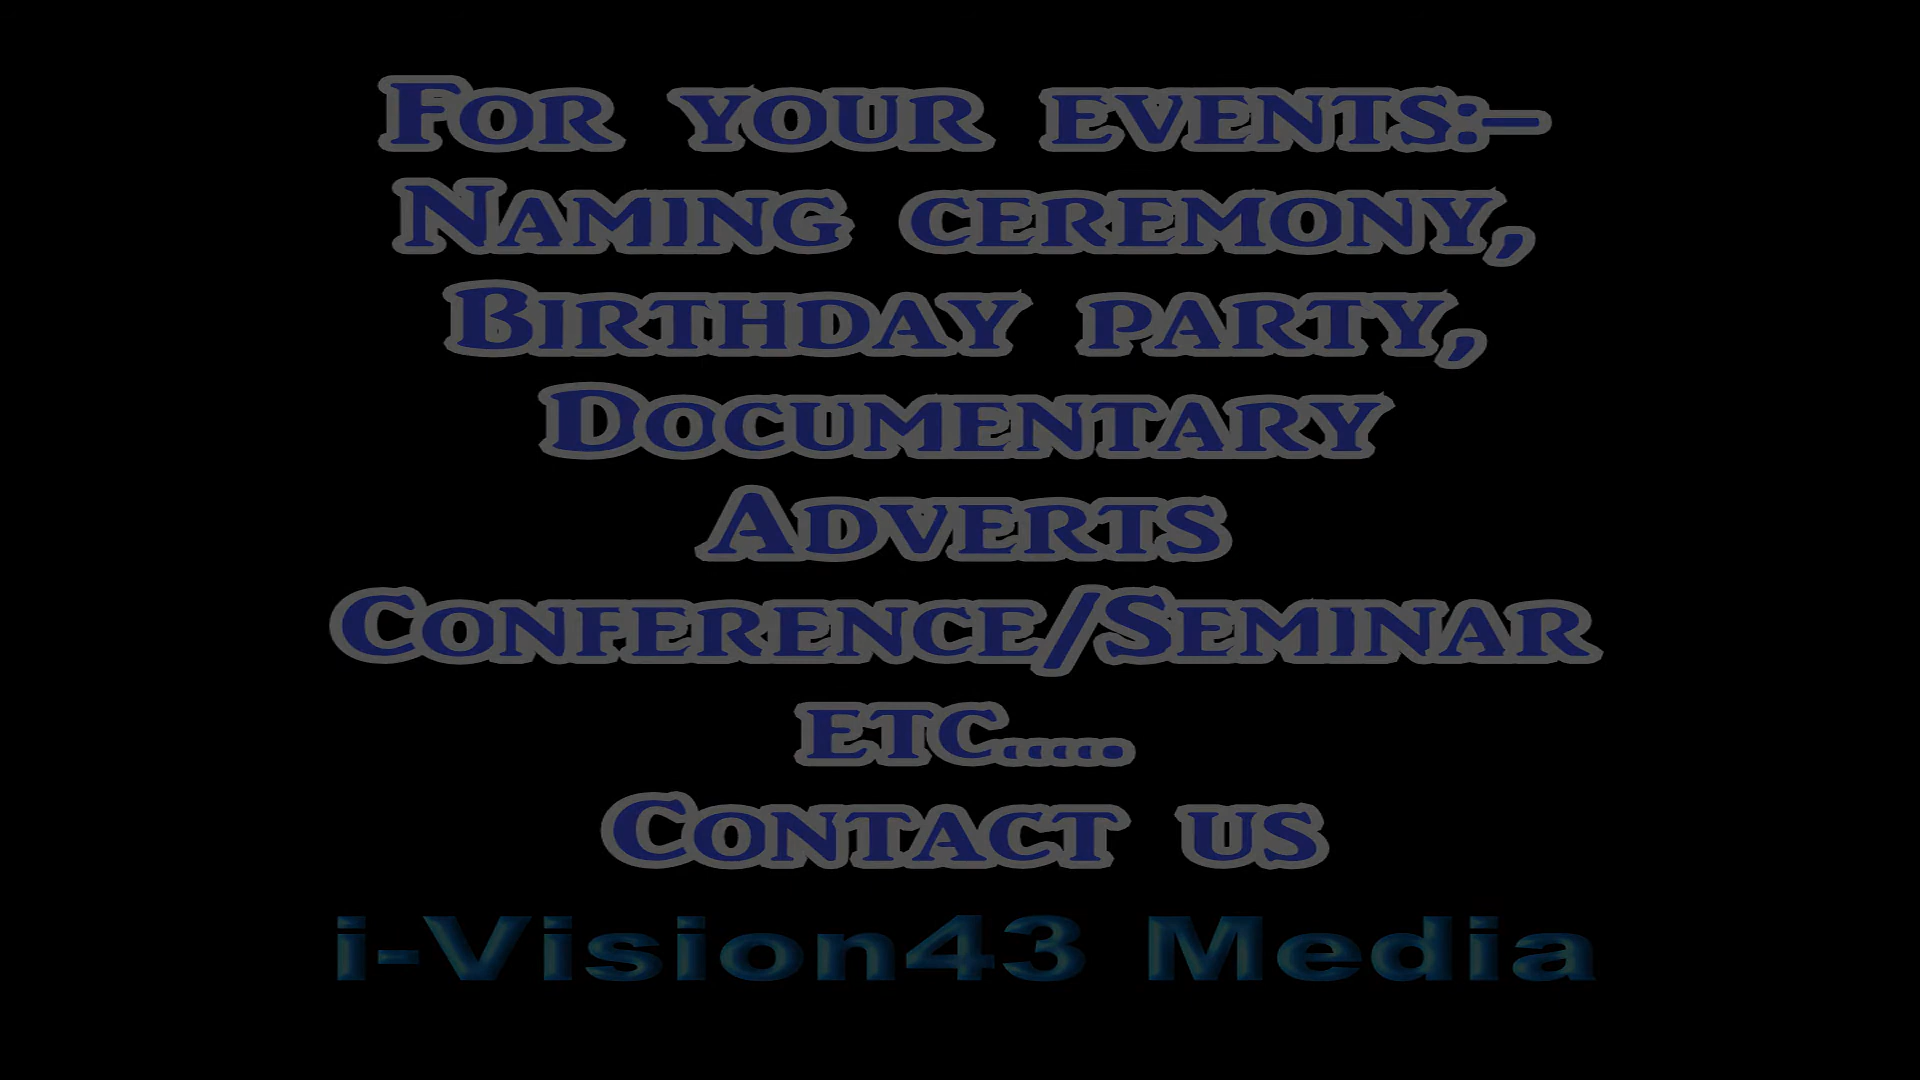 For your events:-
Naming ceremony,
Birthday party,
Documentary
Adverts
Conference/Seminar
etc.....
Contact us
i-Vision43 Media